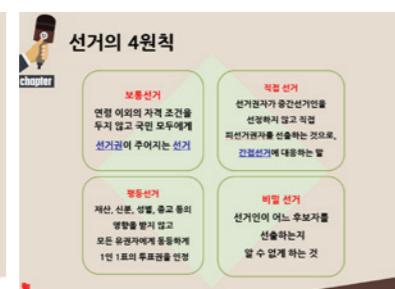 선거의 4원칙
chapter
보통선거
연령 이외의 자격 조건을
두지 않고 국민 모두에게
선거권이 주어지는 선거
직접 선거
선거권자가 중간선거인을
선정하지 않고 직접
피선거권자를 선출하는 것으로,
간접선거에 대응하는 말
평등선거
재산, 신분, 성별, 종교 등의
영향을 받지 않고
모든 유권자에게 동등하게
1인 1표의 투표권을 인정
비밀 선거
선거인이 어느 후보자를
선출하는지
알 수 없게 하는 것